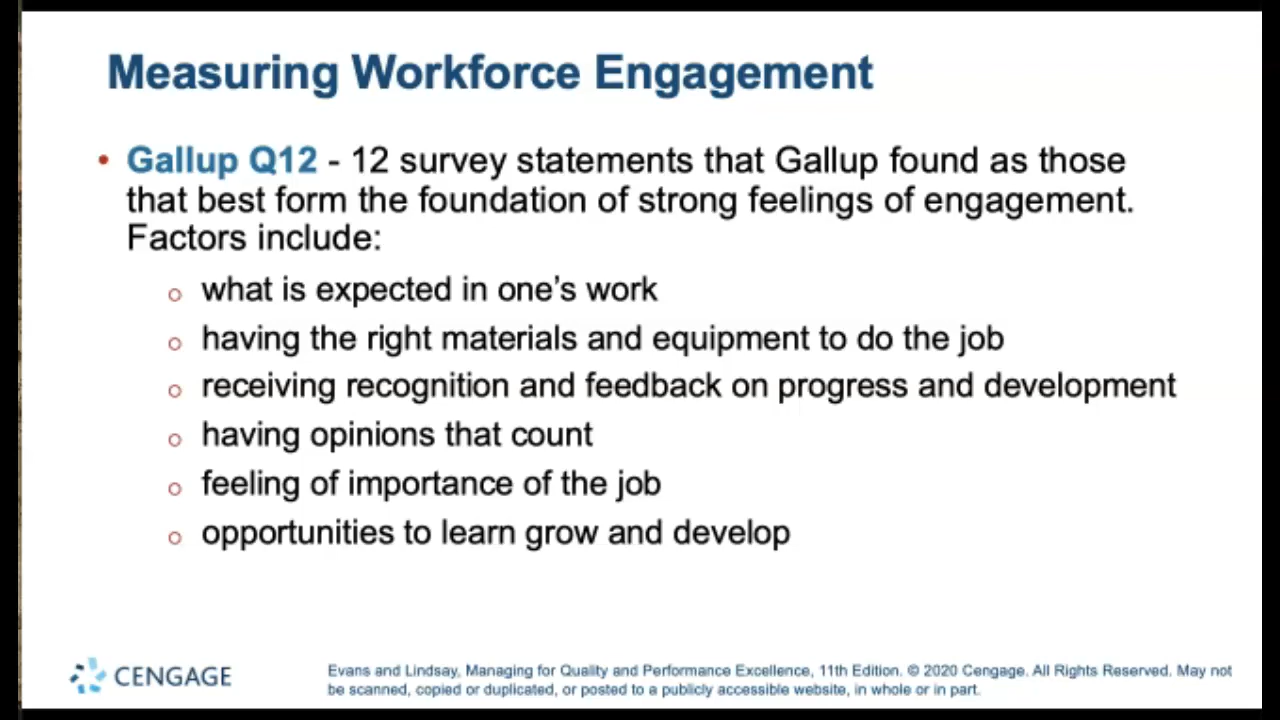 Measuring Workforce Engagement
• Gallup Q12 - 12 survey statements that Gallup found as those
that best form the foundation of strong feelings of engagement.
Factors include:
o what is expected in one’s work
o having the right materials and equipment to do the job
o receiving recognition and feedback on progress and development
o having opinions that count
o feeling of importance of the job
o opportunities to learn grow and develop
CENGAGE
Evans and Lindsay, Managing for Quality and Performance Excellence, 11th Edition. © 2020 Cengage. All Rights Reserved. May not
be scanned, copied or duplicated, or posted to a publicly accessible website, in whole or in part.